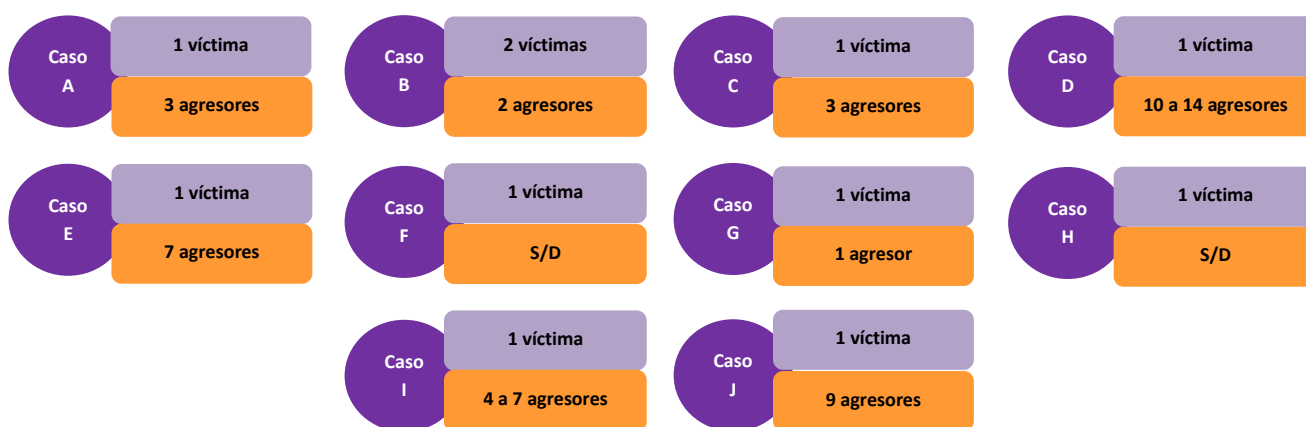 Caso
A
1 víctima
3 agresores
Caso
B
2 víctimas
2 agresores
Caso
C
1 víctima
3 agresores
Caso
D
1 víctima
10 a 14 agresores
Caso
E
1 víctima
7 agresores
Caso
F
1 víctima
S/D
Caso
G
1 víctima
1 agresor
Caso
H
1 víctima
S/D
Caso
I
1 víctima
4 a 7 agresores
Caso
J
1 víctima
9 agresores